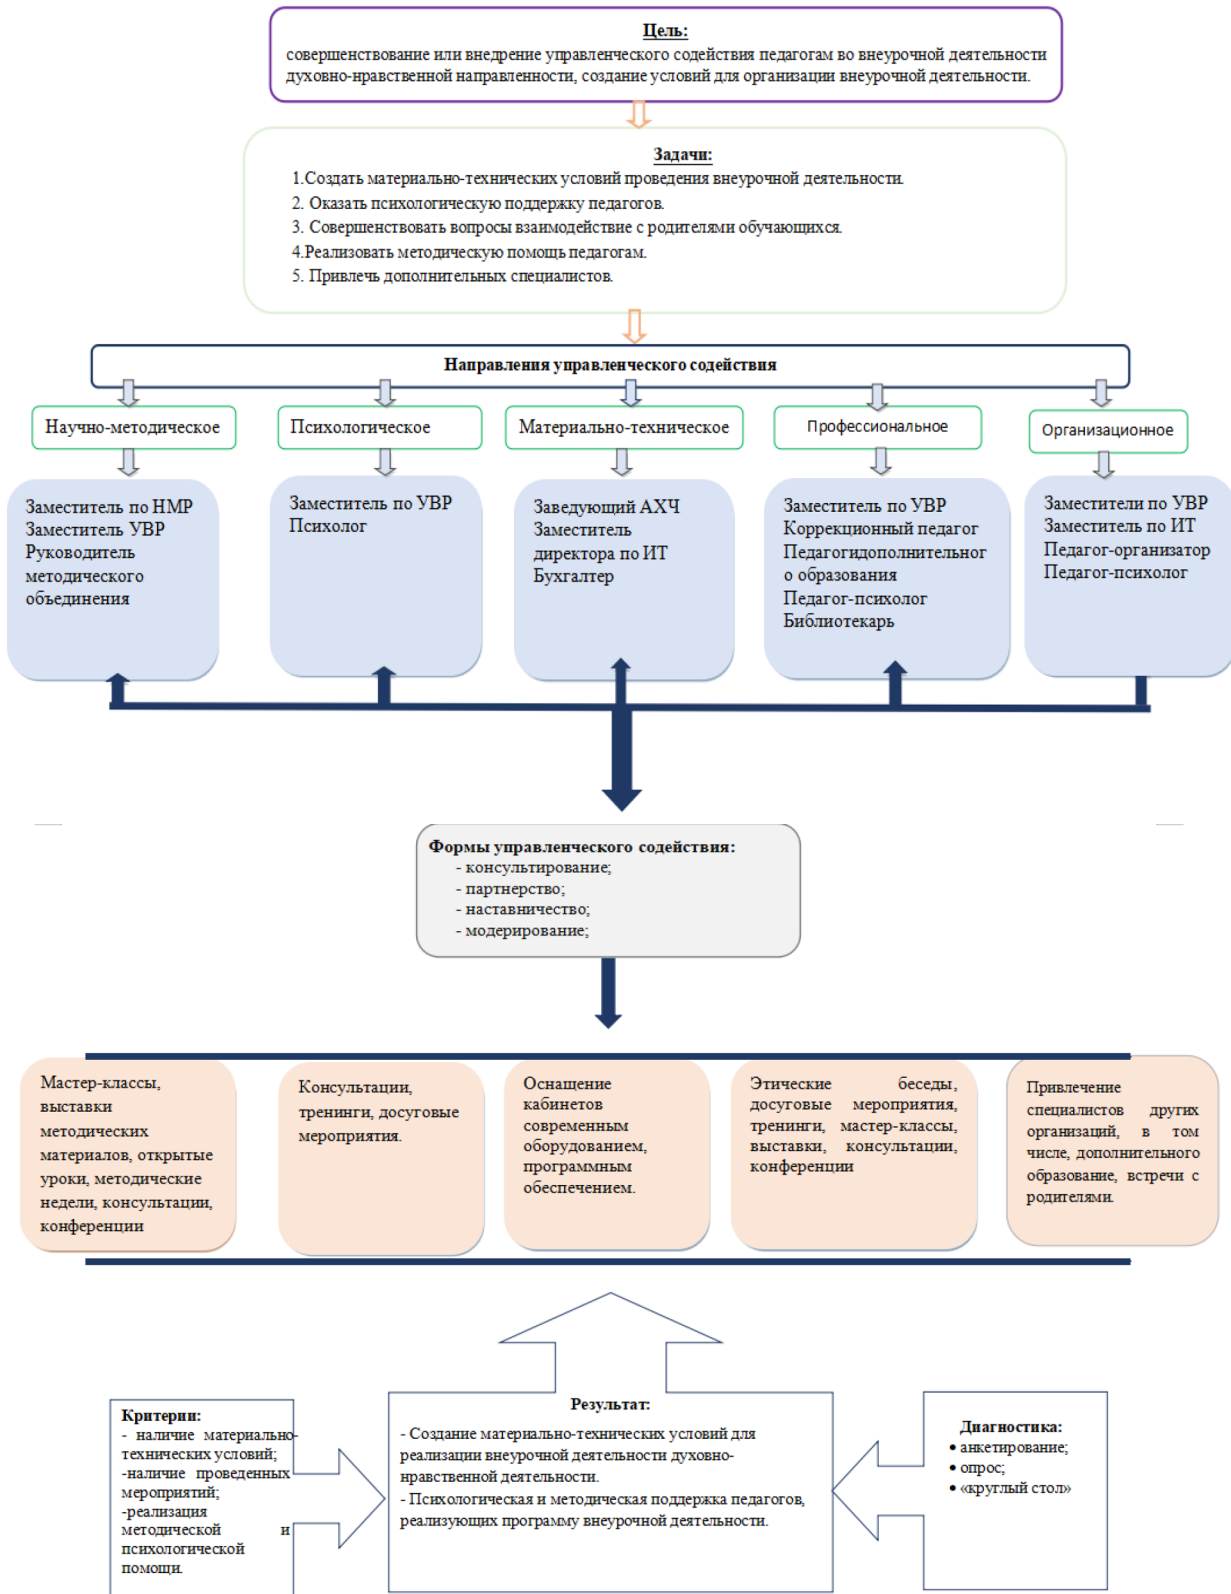 Цель:
совершенствование или внедрение управленческого содействия педагогам во внеурочной деятельности
духовно-нравственной направленности, создание условий для организации внеурочной деятельности.
Задачи:
1.Создать материально-технических условий проведения внеурочной деятельности.
2. Оказать психологическую поддержку педагогов.
3. Совершенствовать вопросы взаимодействие с родителями обучающихся.
4.Реализовать методическую помощь педагогам.
5. Привлечь дополнительных специалистов.
Направления управленческого содействия
Научно-методическое
Психологическое
Материально-техническое
Профессиональное
Организационное
Заместитель по НМР
Заместитель УВР
Руководитель
методического
объединения
Заместитель по УВР
Психолог
Заведующий АХЧ
Заместитель
директора по ИТ
Бухгалтер
Заместитель по УВР
Коррекционный педагог
Педагогидополнительног
о образования
Педагог-психолог
Библиотекарь
Заместители по УВР
Заместитель по ИТ
Педагог-организатор
Педагог-психолог
Формы управленческого содействия:
- консультирование;
- партнерство;
- наставничество;
- модерирование;
Мастер-классы,
выставки
методических
материалов, открытые
уроки, методические
недели, консультации,
конференции
Консультации,
тренинги, досуговые
мероприятия.
Оснащение
кабинетов
современным
оборудованием,
программным
обеспечением.
Этические беседы,
досуговые мероприятия,
тренинги, мастер-классы,
выставки, консультации,
конференции
Привлечение
специалистов других
организаций, в том
числе, дополнительного
образование, встречи с
родителями.
Критерии:
- наличие материально-
технических условий;
-наличие проведенных
мероприятий;
-реализация
методической и
психологической
помощи.
Результат:
- Создание материально-технических условий для
реализации внеурочной деятельности духовно-
нравственной деятельности.
- Психологическая и методическая поддержка педагогов,
реализующих программу внеурочной деятельности.
Диагностика:
• анкетирование;
• опрос;
• «круглый стол»